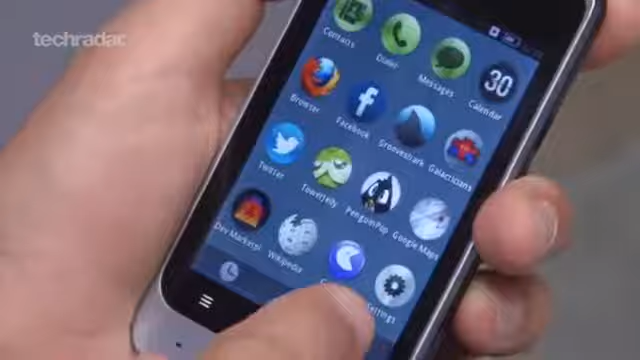 techradar.
Contacts
Dialer
Messages
30
Calendar
Browser
Facebook
Grooveshark
Galacticians
Twitter
TowerJelly
PenguinPop
Google Maps
Dev Marketpl
Wikipedia
Settings